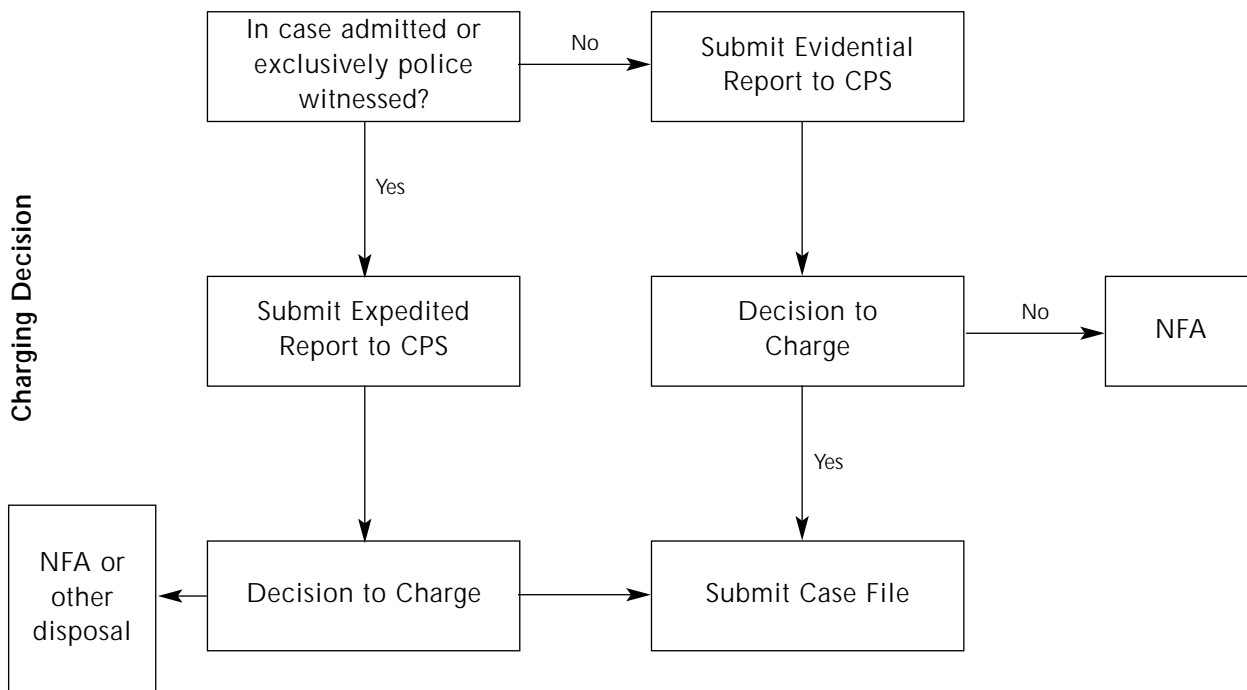 In case admitted or
exclusively police
witnessed?
No
Submit Evidential
Report to CPS
Yes
Charging Decision
Submit Expedited
Report to CPS
Decision to
Charge
No
NFA
Yes
NFA or
other
disposal
Decision to Charge
Submit Case File